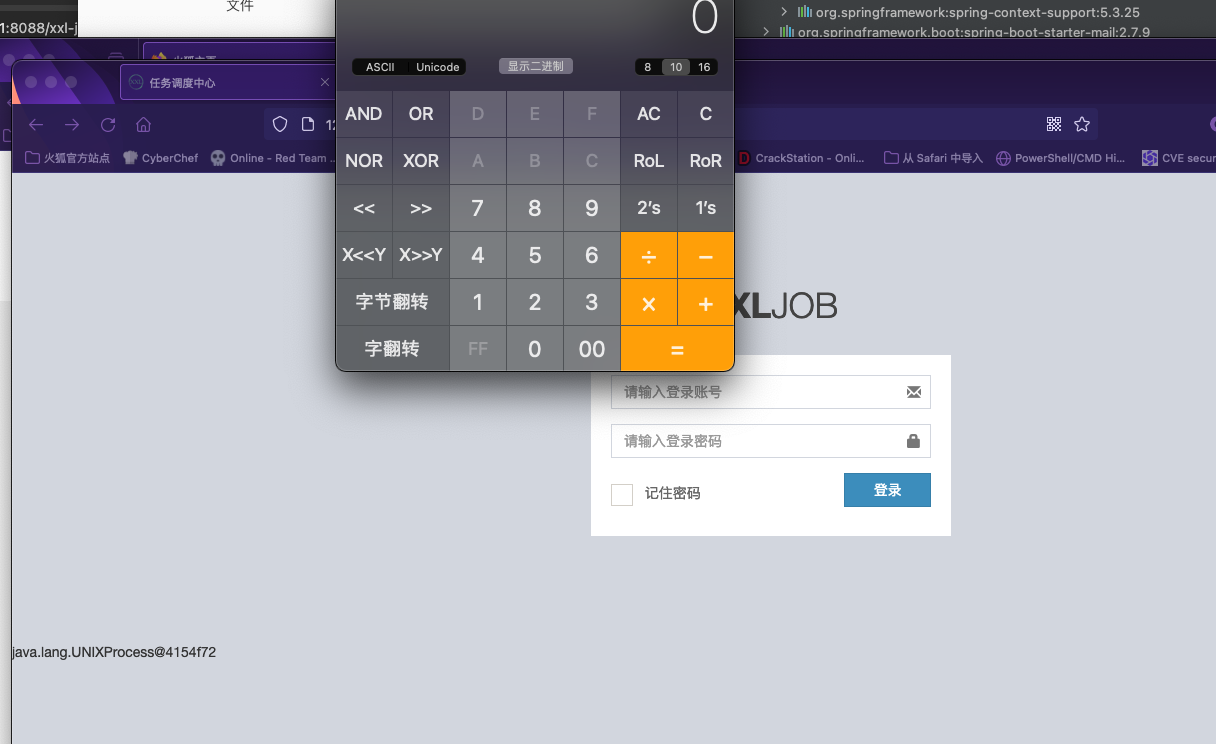 文件
1:8088/xxl-j
org.springframework:spring-context-support:5.3.25
org.springframework.boot:spring-boot-starter-mail:2.7.9
任务调度中心
12
火狐官方站点
CyberChef
Online - Red Team ...
CrackStation - Onli...
从 Safari 中导入
PowerShell/CMD Hi...
CVE secur
0
ASCII Unicode
显示二进制
8 10 16
AND OR D E F AC C
NOR XOR A B C RoL RoR
<< >> 7 8 9 2's 1's
X<<Y X>>Y 4 5 6 ÷ −
字节翻转 1 2 3 × +
字翻转 FF 0 00 =
XLJOB
请输入登录账号
请输入登录密码
记住密码
登录
java.lang.UNIXProcess@4154f72